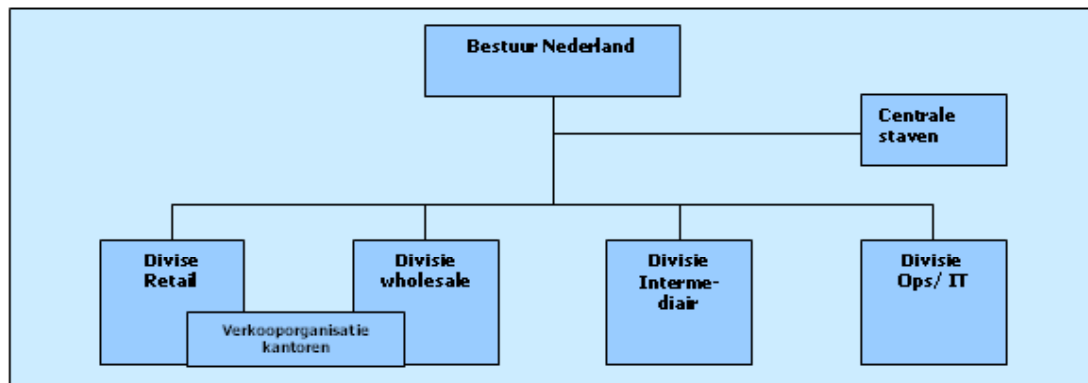 Bestuur Nederland
Centrale
staven
Divise
Retail
Divisie
wholesale
Divisie
Interme-
diair
Divisie
Ops/ IT
Verkooporganisatie
kantoren